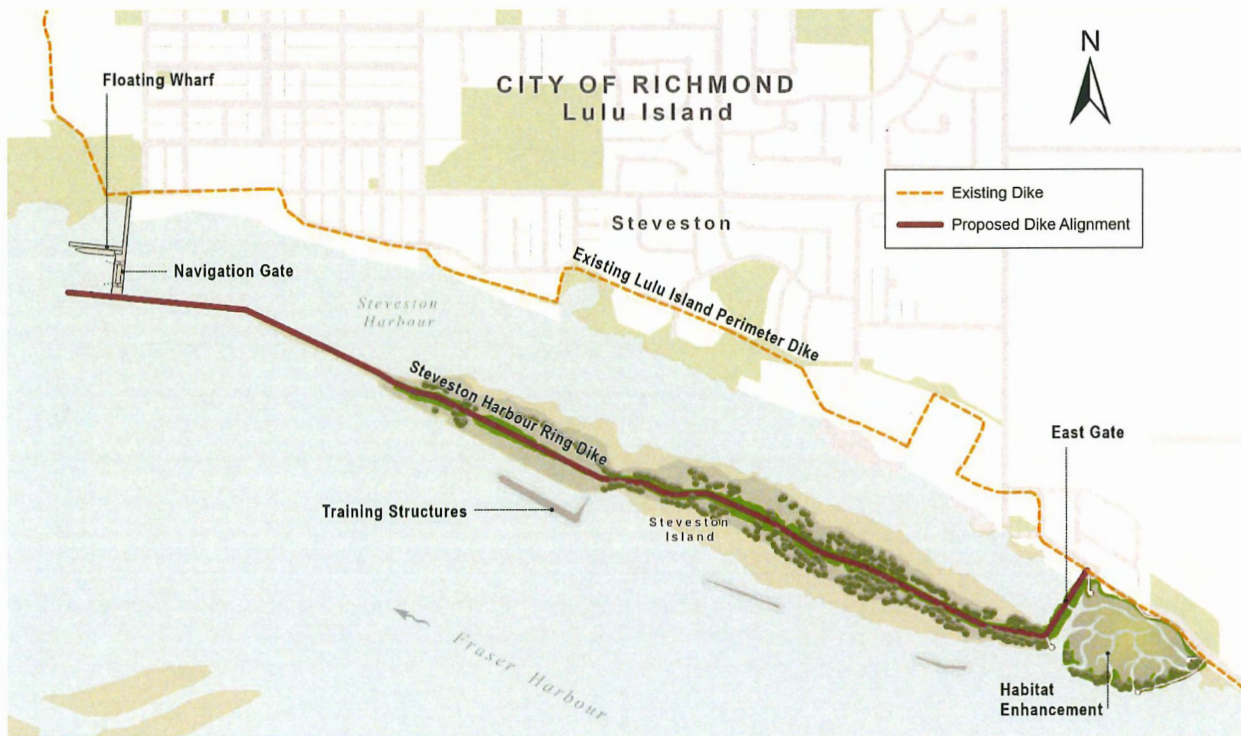 CITY OF RICHMOND
Lulu Island
N
Floating Wharf
Existing Dike
Proposed Dike Alignment
Steveston
Navigation Gate
Existing Lulu Island Perimeter Dike
Steveston
Harbour
Steveston Harbour Ring Dike
East Gate
Training Structures
Steveston
Island
Fraser Harbour
Habitat
Enhancement